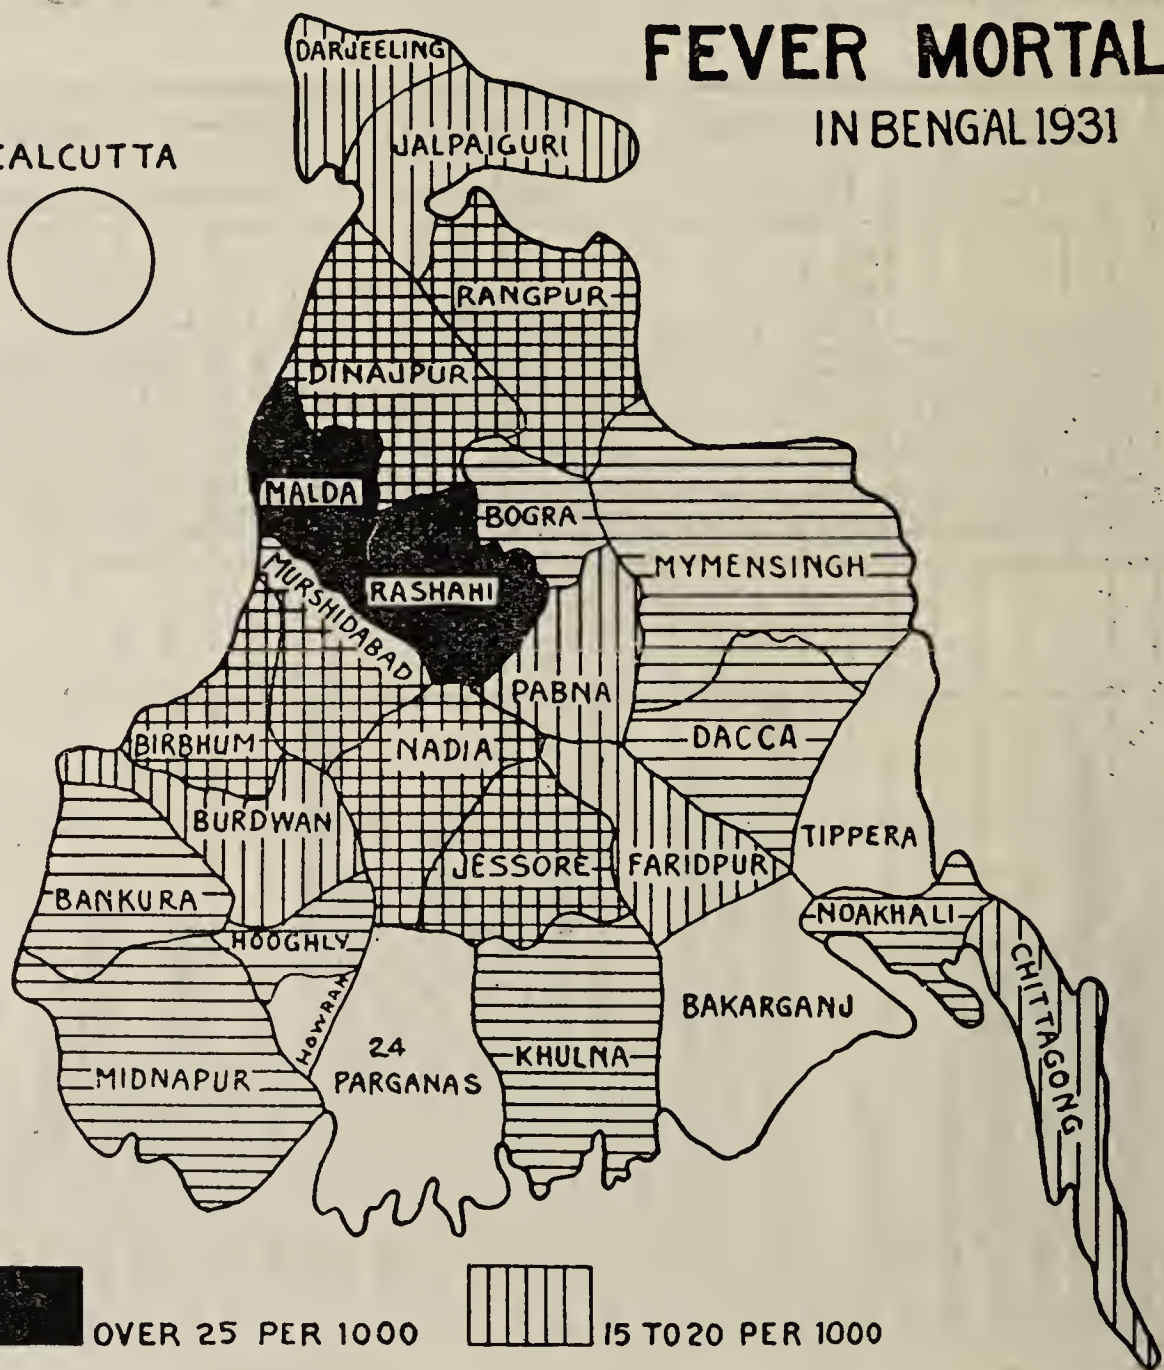 FEVER MORTAL
IN BENGAL 1931
CALCUTTA
DARJEELING
JALPAIGURI
RANGPUR
DINAJPUR
MALDA
BOGRA
RASHAHI
MYMENSINGH
MURSHIDABAD
PABNA
BIRBHUM
NADIA
DACCA
BURDWAN
TIPPERA
JESSORE
FARIDPUR
BANKURA
NOAKHALI
HOOGHLY
CHITTAGONG
HOWRAH
BAKARGANJ
24
PARGANAS
KHULNA
MIDNAPUR
OVER 25 PER 1000
15 TO 20 PER 1000